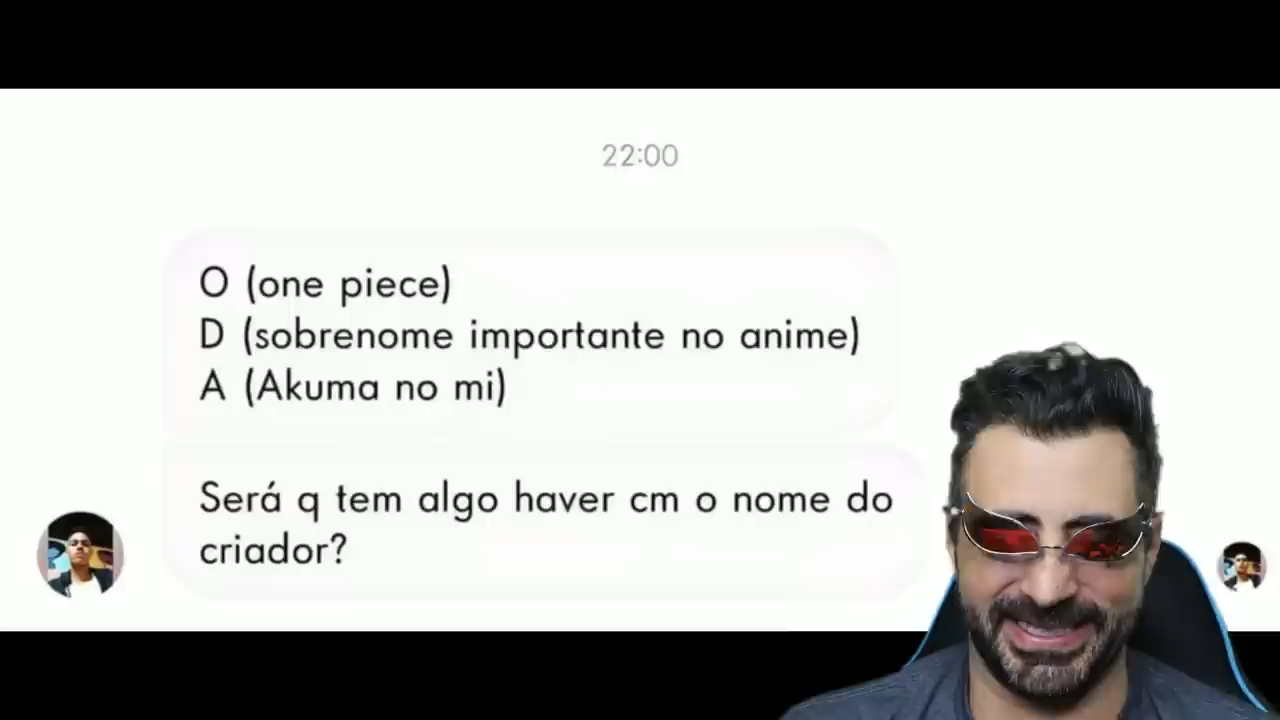 22:00
O (one piece)
D (sobrenome importante no anime)
A (Akuma no mi)
Será q tem algo haver cm o nome do
criador?